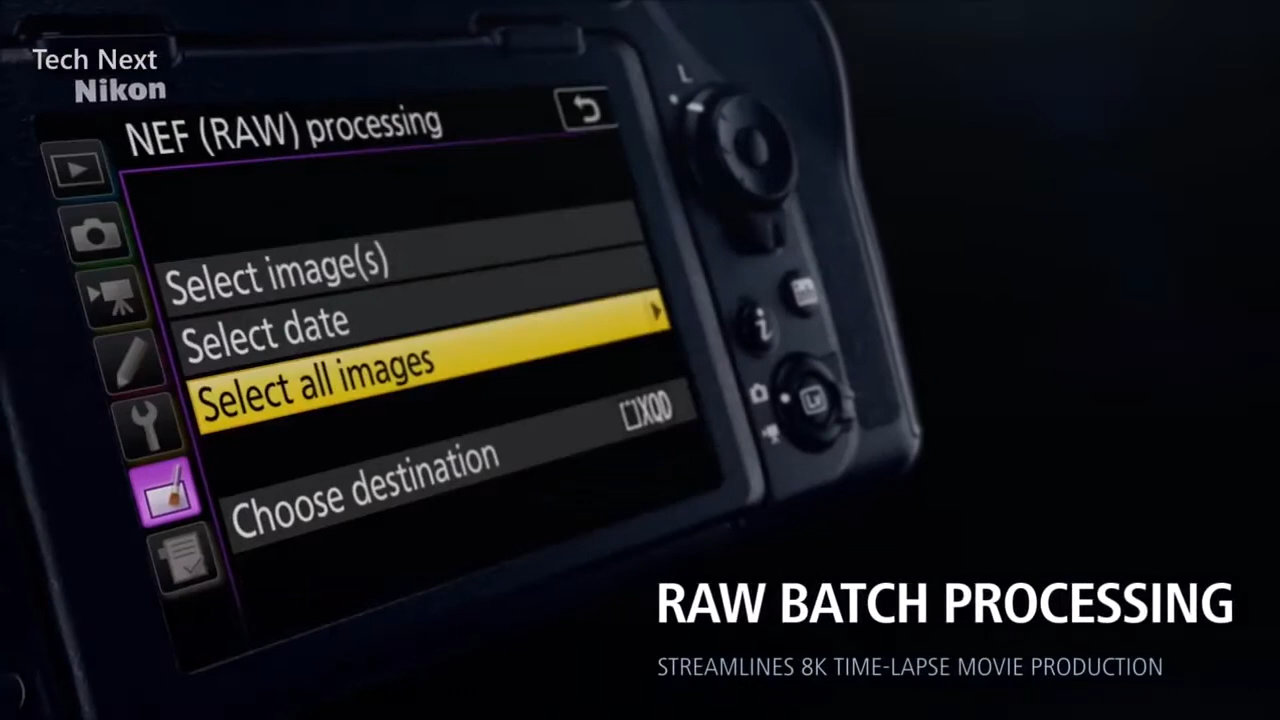 Tech Next
Nikon
NEF (RAW) processing
L
Select image(s)
Select date
i
Select all images
Lv
XQD
Choose destination
RAW BATCH PROCESSING
STREAMLINES 8K TIME-LAPSE MOVIE PRODUCTION